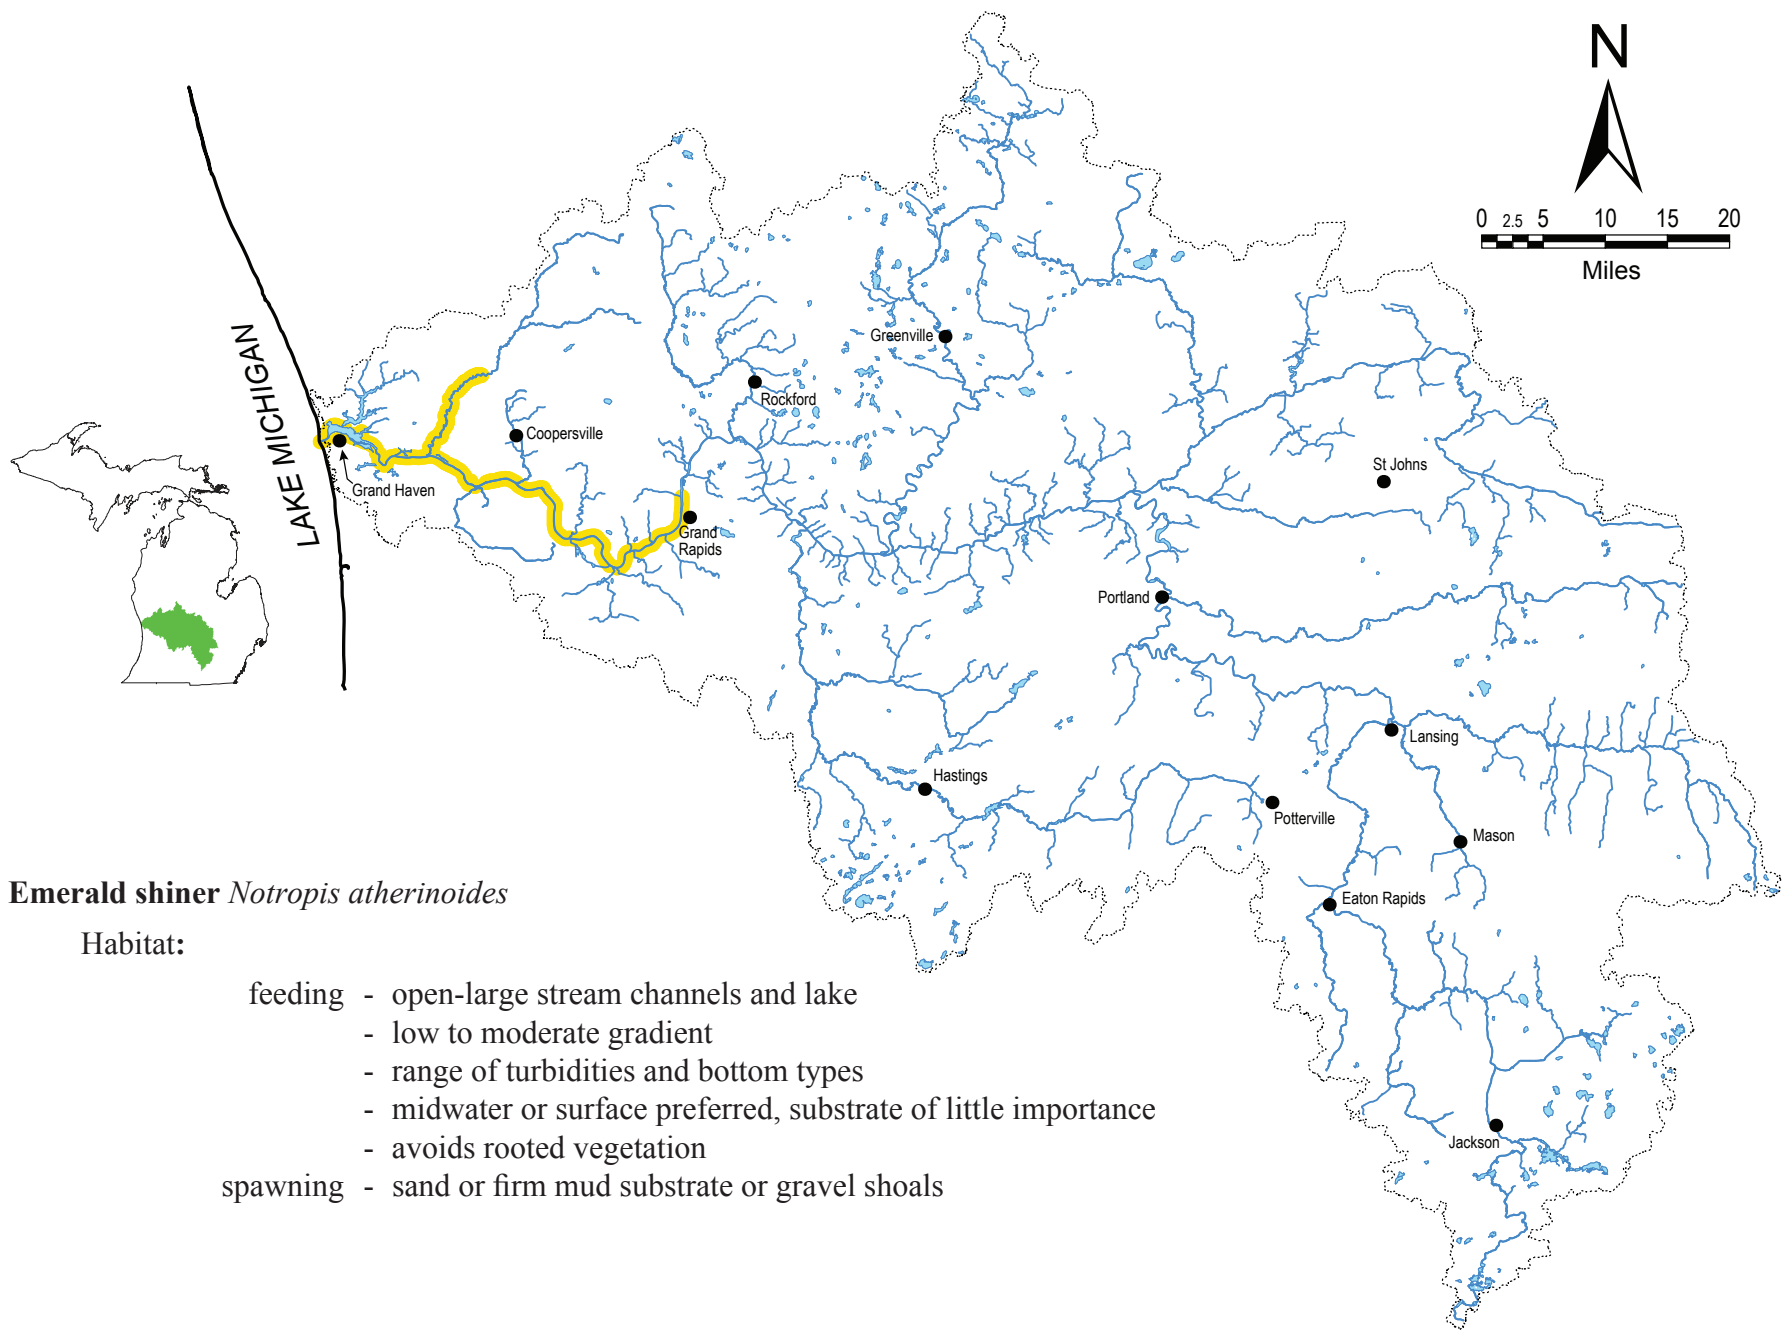 N
0 2.5 5 10 15 20
Miles
LAKE MICHIGAN
Greenville
Rockford
Coopersville
Grand Haven
Grand
Rapids
St Johns
Portland
Lansing
Hastings
Potterville
Mason
Eaton Rapids
Jackson
Emerald shiner Notropis atherinoides
Habitat:
feeding - open-large stream channels and lake
- low to moderate gradient
- range of turbidities and bottom types
- midwater or surface preferred, substrate of little importance
- avoids rooted vegetation
spawning - sand or firm mud substrate or gravel shoals